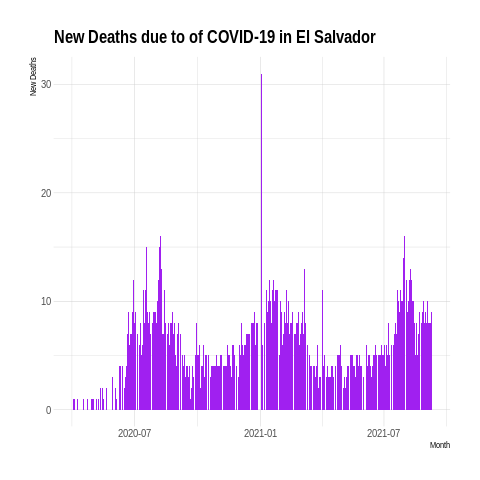 New Deaths due to of COVID-19 in El Salvador
New Deaths
30
20
10
0
2020-07
2021-01
2021-07
Month